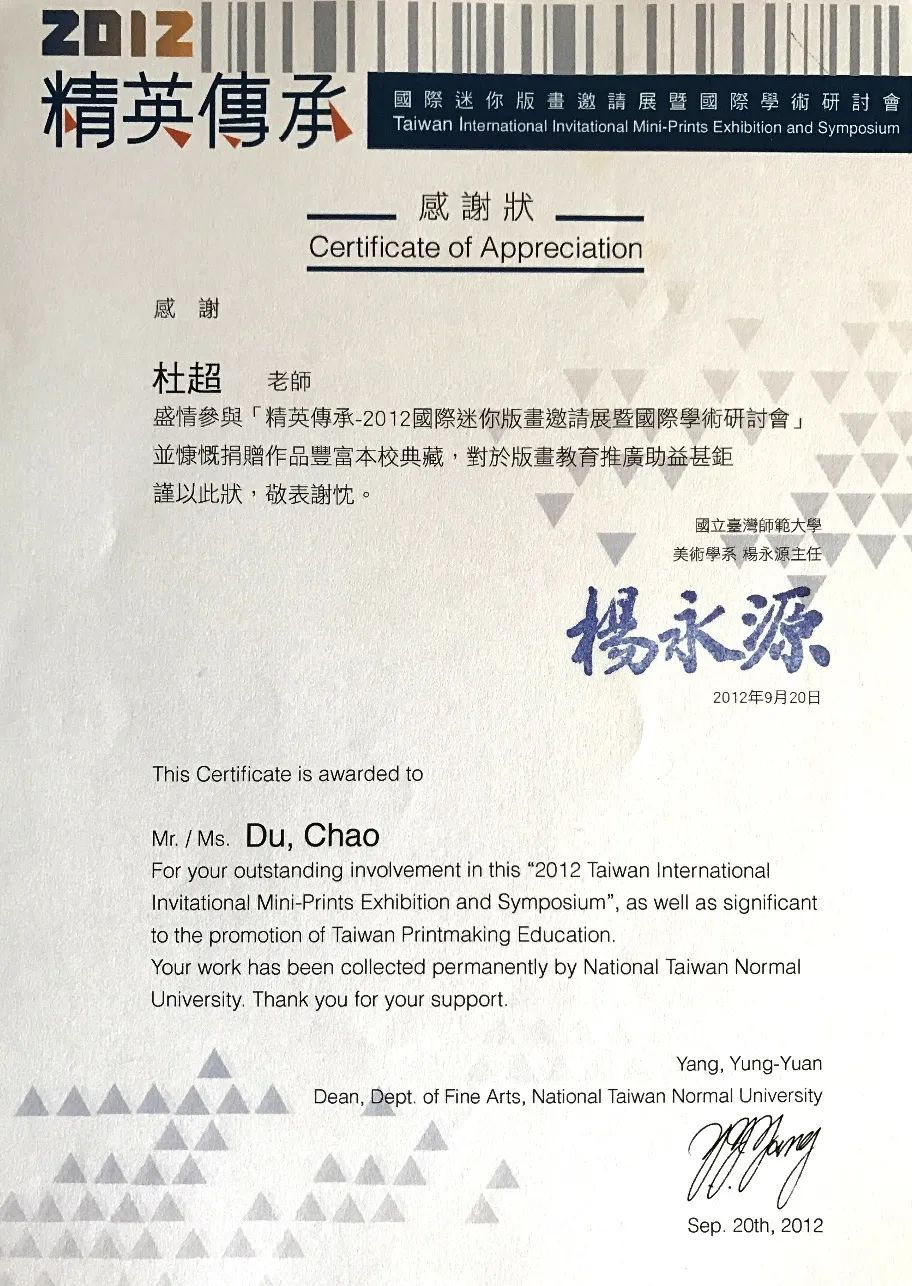 2012
精英傳承
國際迷你版畫邀請展暨國際學術研討會
Taiwan International Invitational Mini-Prints Exhibition and Symposium
感謝狀
Certificate of Appreciation
感 謝
杜超 老師
盛情參與「精英傳承-2012國際迷你版畫邀請展暨國際學術研討會」
並慷慨捐贈作品豐富本校典藏，對於版畫教育推廣助益甚鉅
謹以此狀，敬表謝忱。
國立臺灣師範大學
美術學系 楊永源主任
楊永源
2012年9月20日
This Certificate is awarded to
Mr. / Ms. Du, Chao
For your outstanding involvement in this “2012 Taiwan International
Invitational Mini-Prints Exhibition and Symposium”, as well as significant
to the promotion of Taiwan Printmaking Education.
Your work has been collected permanently by National Taiwan Normal
University. Thank you for your support.
Yang, Yung-Yuan
Dean, Dept. of Fine Arts, National Taiwan Normal University
Sep. 20th, 2012